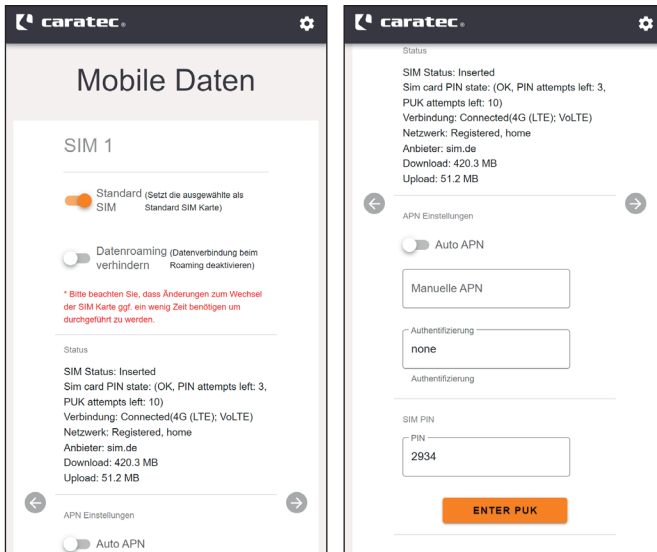 caratec
Mobile Daten
SIM 1
Standard SIM
(Setzt die ausgewählte als
Standard SIM Karte)
Datenroaming
verhindern
(Datenverbindung beim
Roaming deaktivieren)
* Bitte beachten Sie, dass Änderungen zum Wechsel
der SIM Karte ggf. ein wenig Zeit benötigen um
durchgeführt zu werden.
Status
SIM Status: Inserted
Sim card PIN state: (OK, PIN attempts left: 3,
PUK attempts left: 10)
Verbindung: Connected(4G (LTE); VoLTE)
Netzwerk: Registered, home
Anbieter: sim.de
Download: 420.3 MB
Upload: 51.2 MB
APN Einstellungen
Auto APN
caratec
Status
SIM Status: Inserted
Sim card PIN state: (OK, PIN attempts left: 3,
PUK attempts left: 10)
Verbindung: Connected(4G (LTE); VoLTE)
Netzwerk: Registered, home
Anbieter: sim.de
Download: 420.3 MB
Upload: 51.2 MB
APN Einstellungen
Auto APN
Manuelle APN
Authentifizierung
none
Authentifizierung
SIM PIN
PIN
2934
ENTER PUK